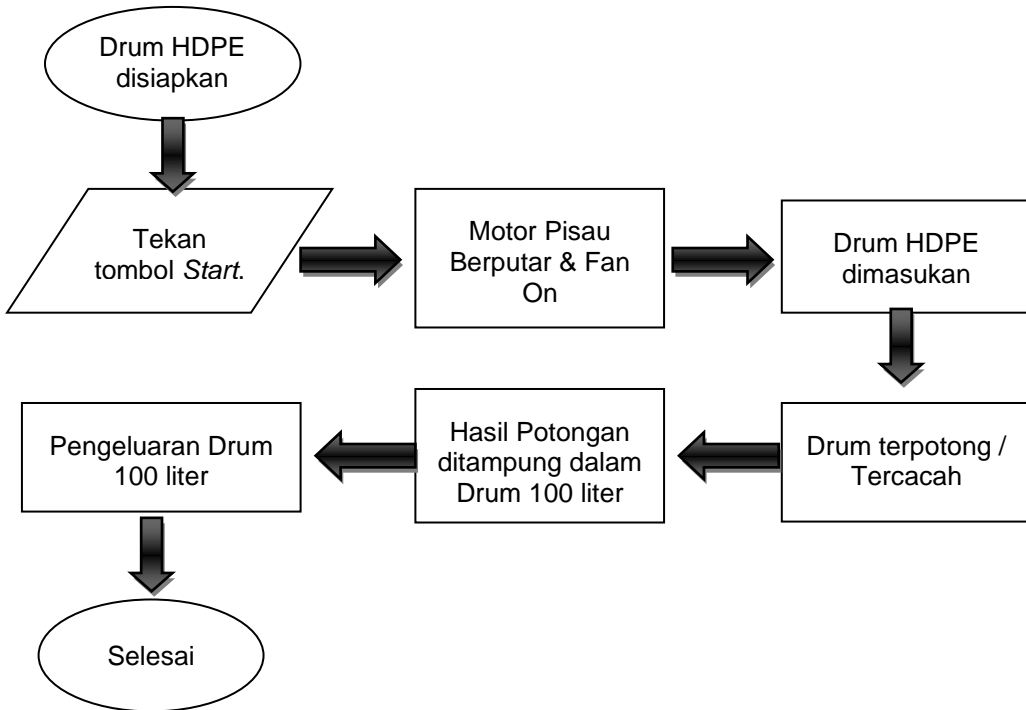 Drum HDPE
disiapkan
Tekan
tombol Start.
Motor Pisau
Berputar & Fan
On
Drum HDPE
dimasukan
Drum terpotong /
Tercacah
Hasil Potongan
ditampung dalam
Drum 100 liter
Pengeluaran Drum
100 liter
Selesai